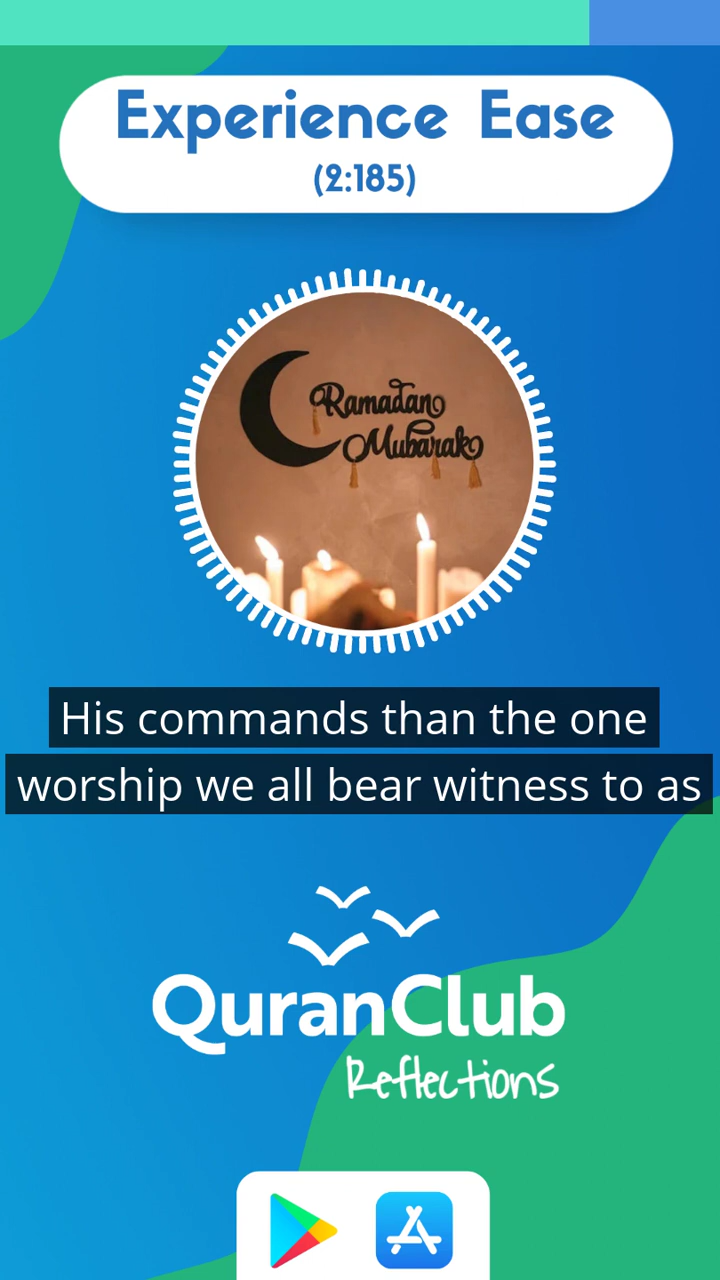 Experience Ease
(2:185)
Ramadan
Mubarak
His commands than the one
worship we all bear witness to as
QuranClub
Reflections